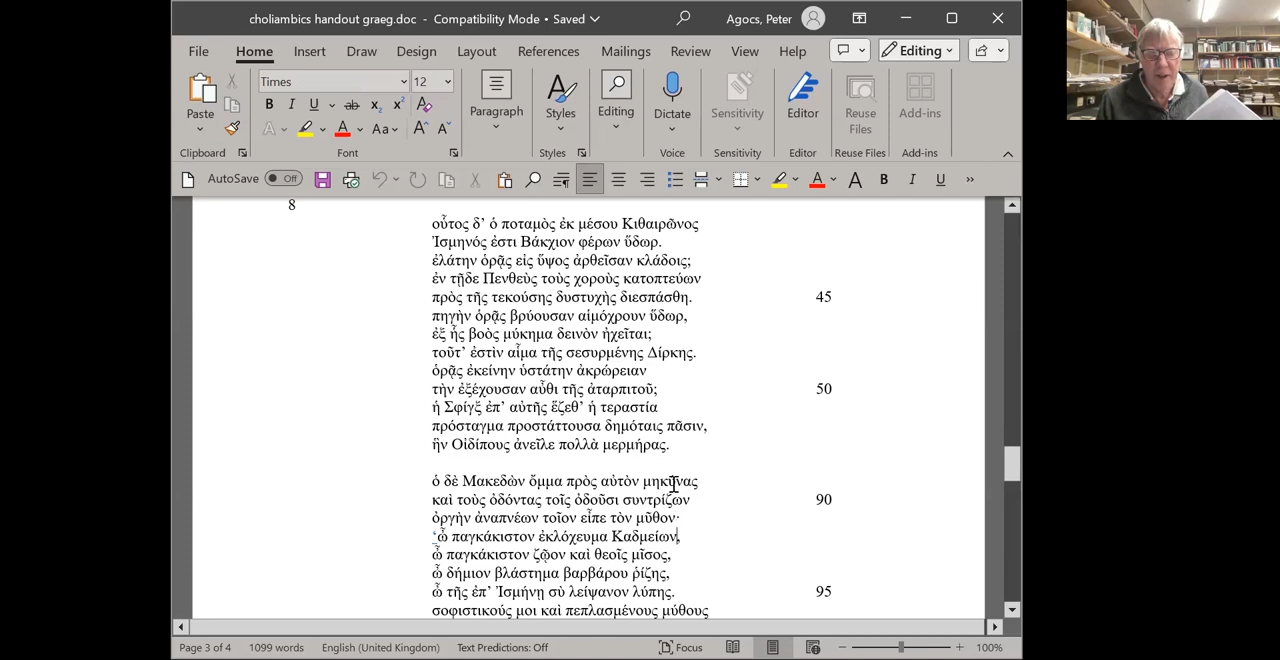 choliambics handout graeg.doc - Compatibility Mode • Saved
Agocs, Peter
File Home Insert Draw Design Layout References Mailings Review View Help Editing
Times 12
Paste Paragraph Styles Editing Dictate Sensitivity Editor Reuse Files Add-ins
Clipboard Font Styles Voice Sensitivity Editor Reuse Files Add-ins
AutoSave Off
8
οὗτος δ’ ὁ ποταμὸς ἐκ μέσου Κιθαιρῶνος
Ἰσμηνός ἐστι Βάκχιον φέρων ὕδωρ.
ἐλάτην ὁρᾷς εἰς ὕψος ἀρθεῖσαν κλάδοις;
ἐν τῇδε Πενθεὺς τοὺς χοροὺς κατοπτεύων
πρὸς τῆς τεκούσης δυστυχὴς διεσπάσθη. 45
πηγὴν ὁρᾷς βρύουσαν αἱμόχρουν ὕδωρ,
ἐξ ἧς βοὸς μύκημα δεινὸν ἠχεῖται;
τοῦτ’ ἐστὶν αἷμα τῆς σεσυρμένης Δίρκης.
ὁρᾷς ἐκείνην ὑστάτην ἀκρώρειαν
τὴν ἐξέχουσαν αὖθι τῆς ἀταρπιτοῦ; 50
ἡ Σφίγξ ἐπ’ αὐτῆς ἕζεθ’ ἡ τεραστία
πρόσταγμα προστάττουσα δημόταις πᾶσιν,
ἣν Οἰδίπους ἀνεῖλε πολλὰ μερμήρας.
ὁ δὲ Μακεδὼν ὄμμα πρὸς αὐτὸν μηκύνας
καὶ τοὺς ὀδόντας τοῖς ὀδοῦσι συντρίζων 90
ὀργὴν ἀναπνέων τοῖον εἶπε τὸν μῦθον·
‘ὦ παγκάκιστον ἐκλόχευμα Καδμείων,
ὦ παγκάκιστον ζῷον καὶ θεοῖς μῖσος,
ὦ δήμιον βλάστημα βαρβάρου ῥίζης,
ὦ τῆς ἐπ’ Ἰσμήνῃ σὺ λείψανον λύπης. 95
σοφιστικούς μοι καὶ πεπλασμένους μύθους
Page 3 of 4 1099 words English (United Kingdom) Text Predictions: Off Focus 100%